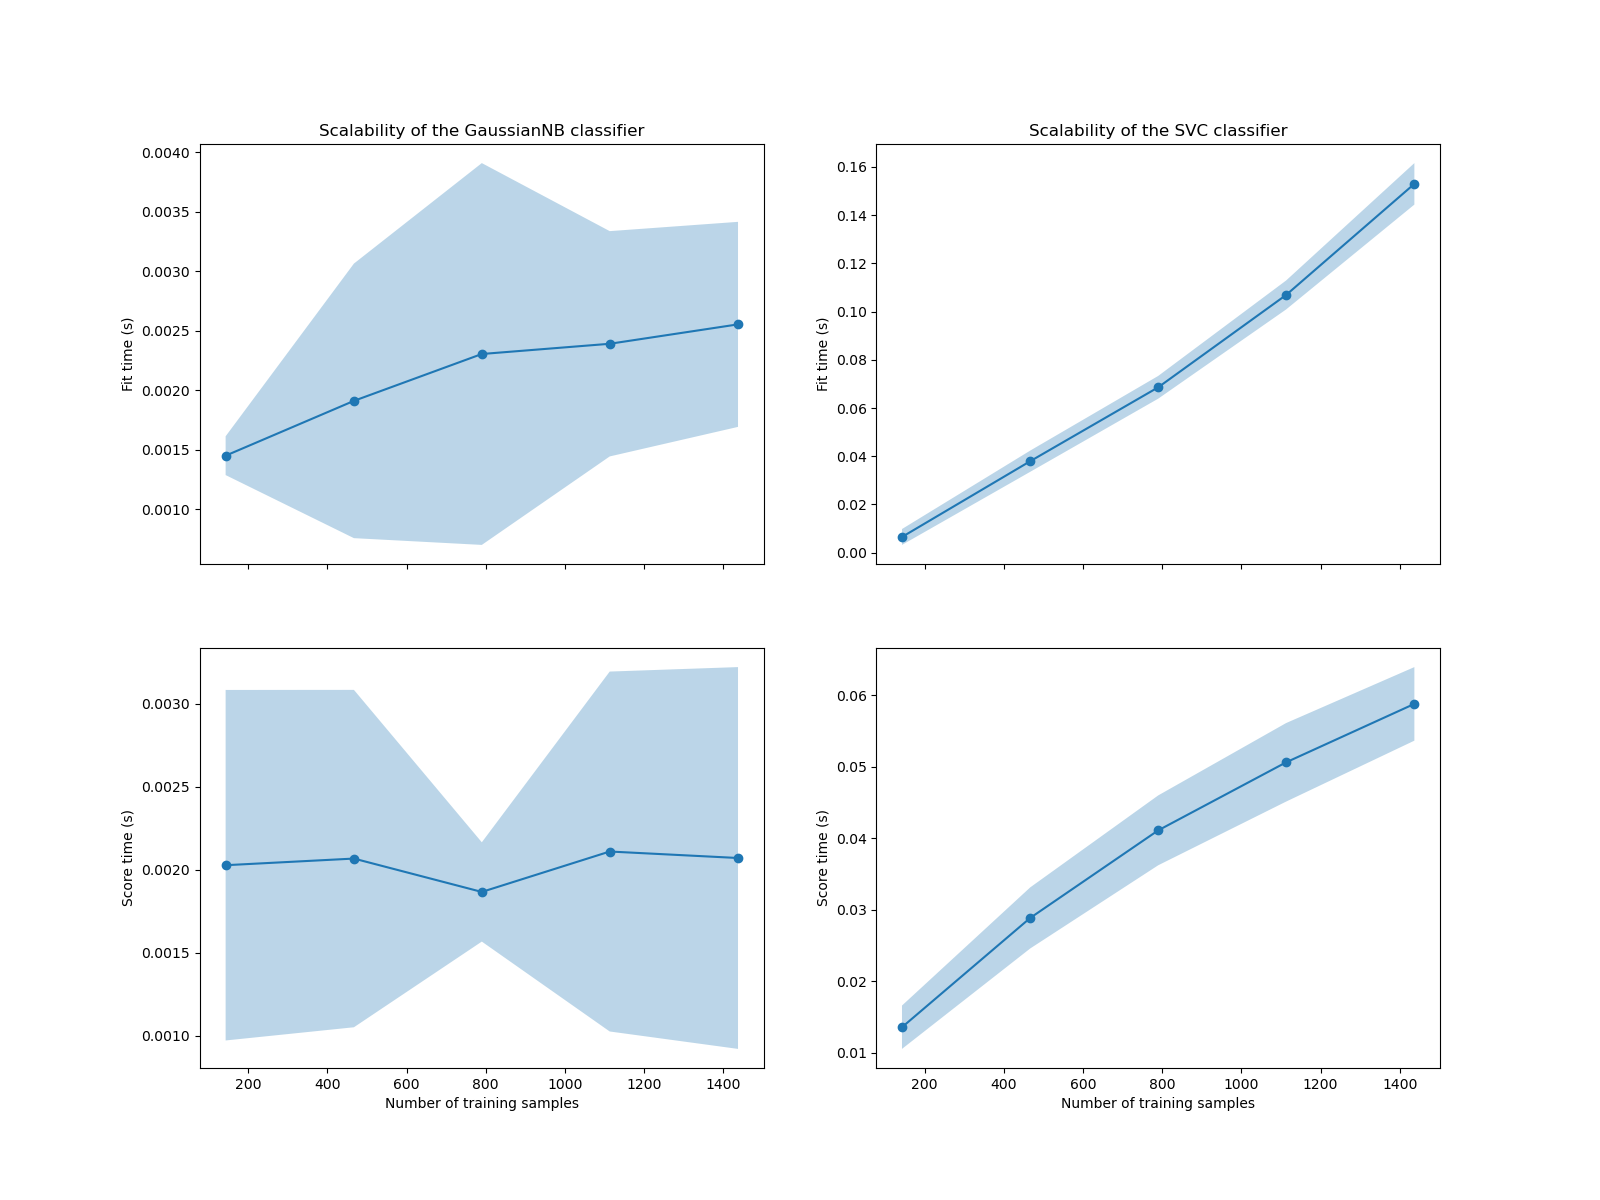 Scalability of the GaussianNB classifier
0.0040
0.0035
0.0030
0.0025
0.0020
0.0015
0.0010
Fit time (s)
Scalability of the SVC classifier
0.16
0.14
0.12
0.10
0.08
0.06
0.04
0.02
0.00
Fit time (s)
0.0030
0.0025
0.0020
0.0015
0.0010
Score time (s)
200 400 600 800 1000 1200 1400
Number of training samples
0.06
0.05
0.04
0.03
0.02
0.01
Score time (s)
200 400 600 800 1000 1200 1400
Number of training samples